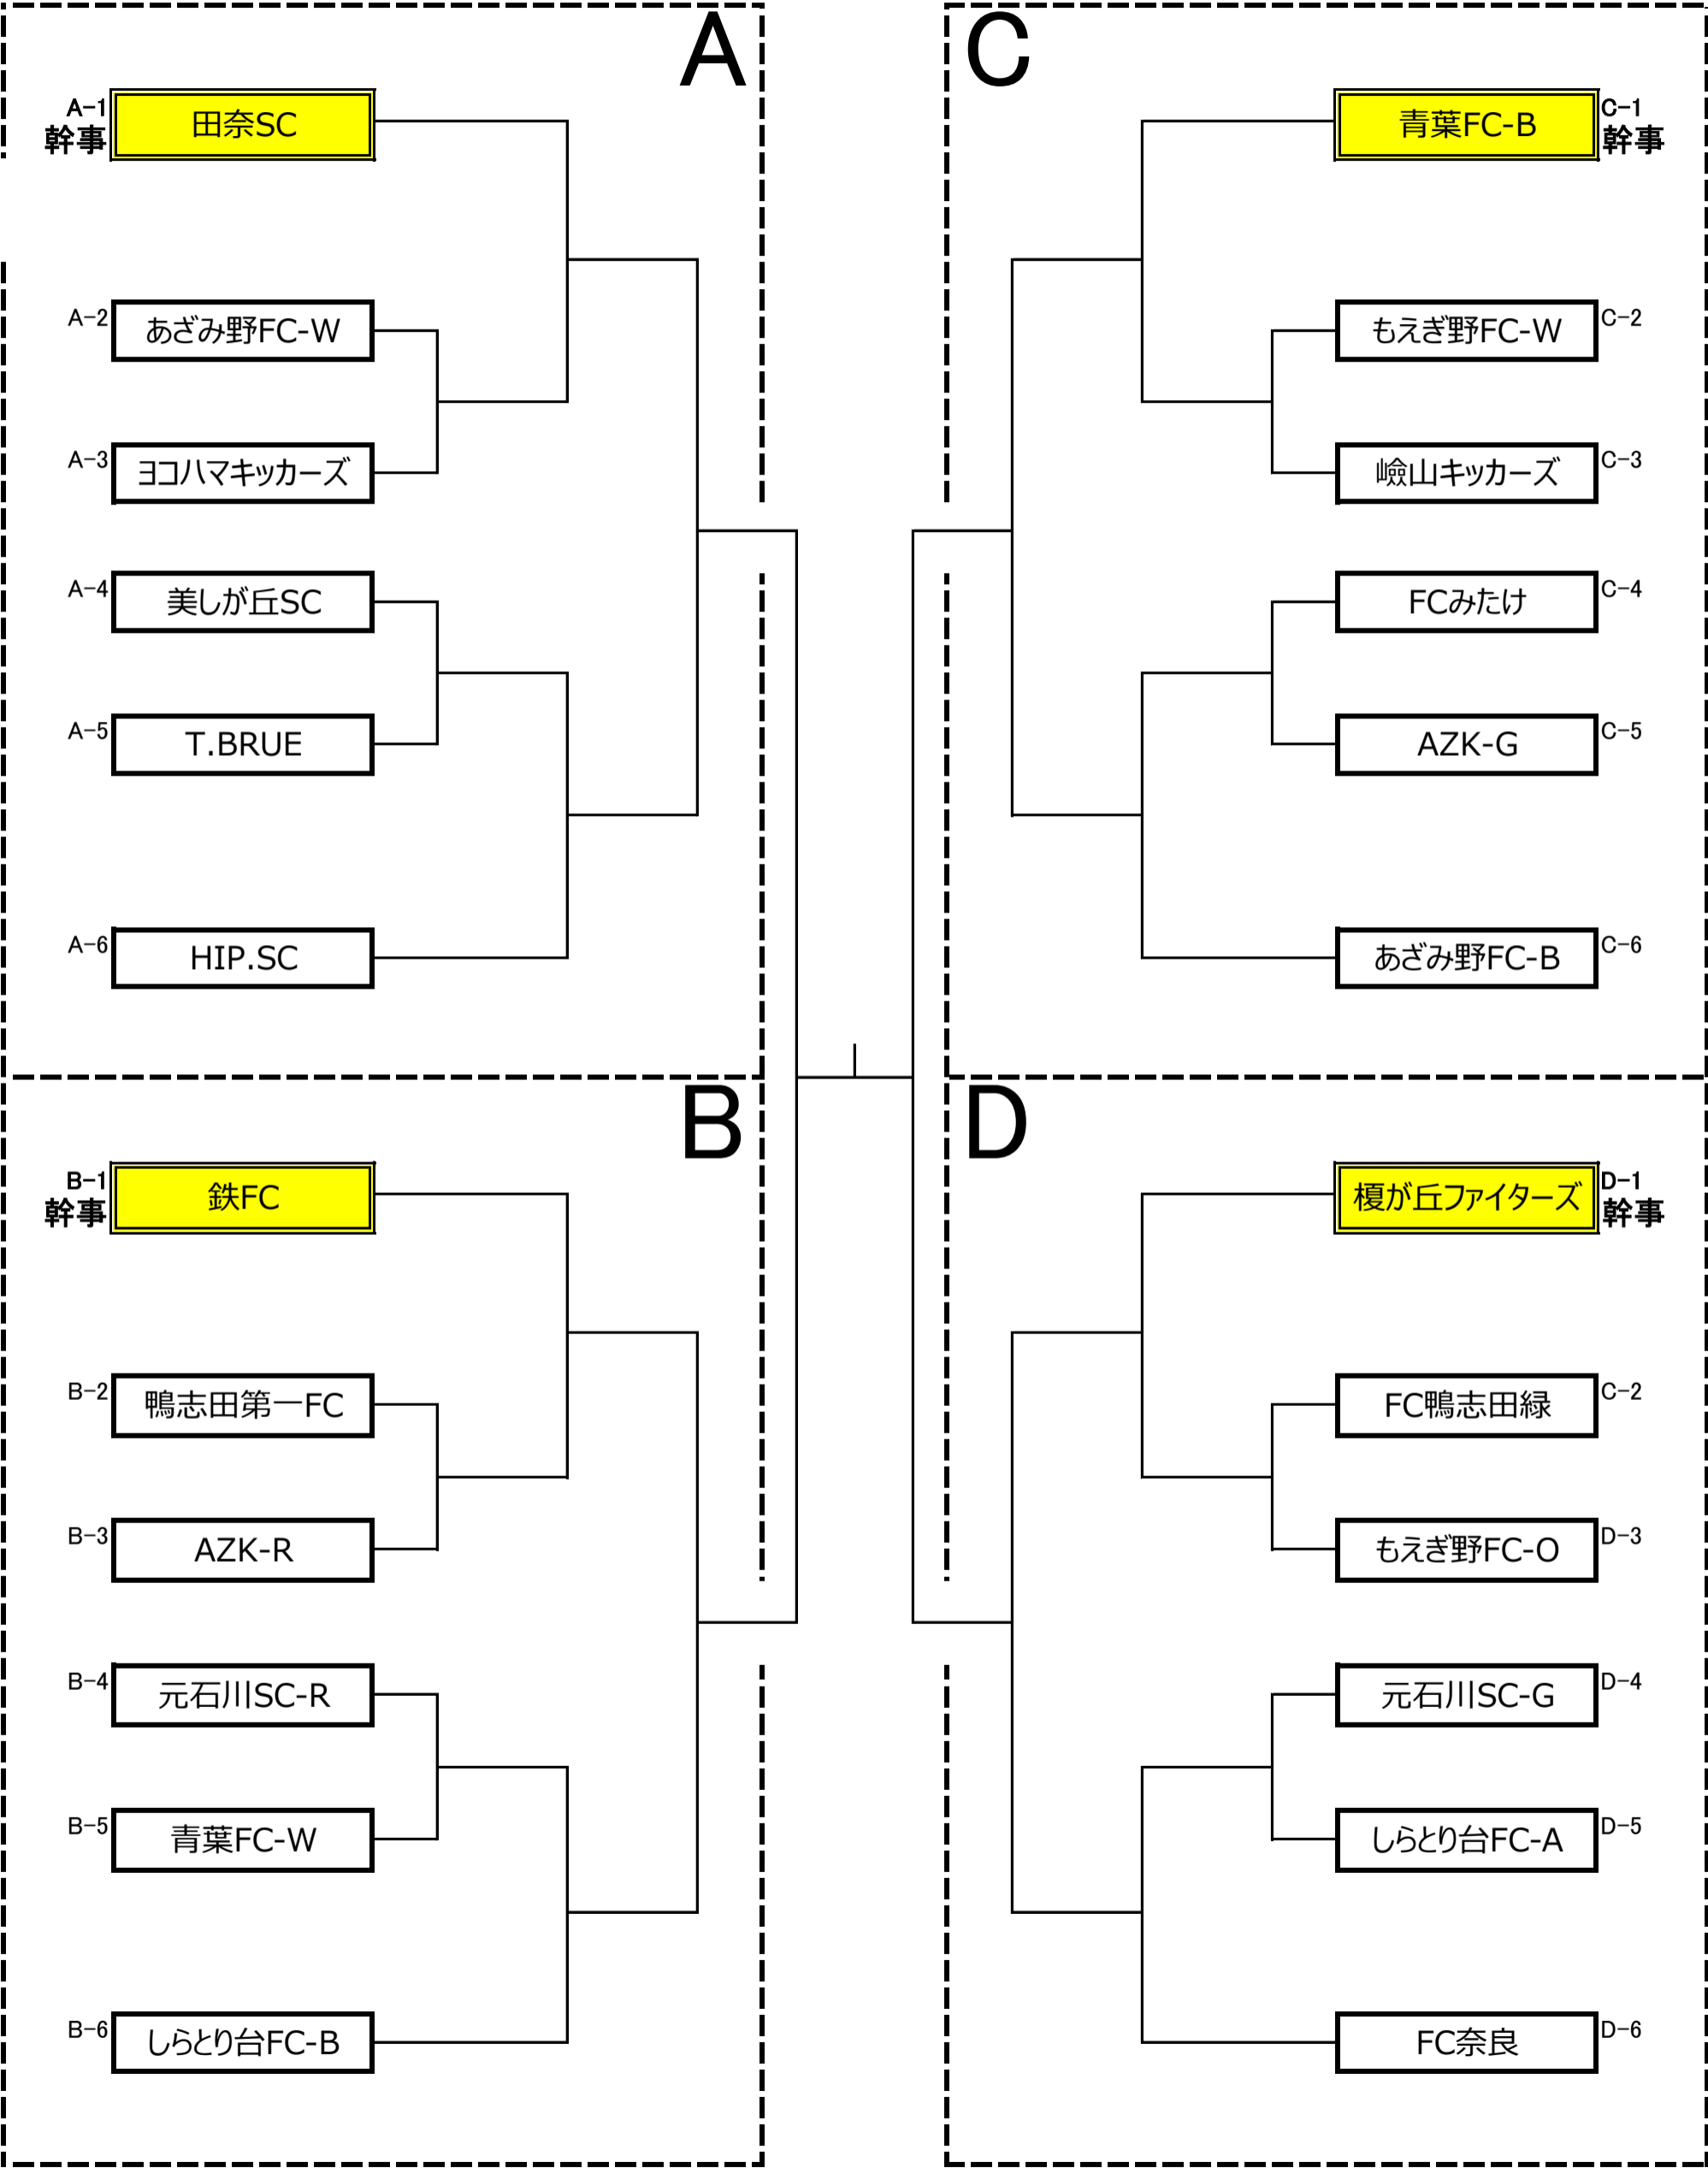 A
A-1
幹事
田奈SC
A-2
あざみ野FC-W
A-3
ヨコハマキッカーズ
A-4
美しが丘SC
A-5
T.BRUE
A-6
HIP.SC
B
B-1
幹事
鉄FC
B-2
鴨志田第一FC
B-3
AZK-R
B-4
元石川SC-R
B-5
青葉FC-W
B-6
しらとり台FC-B
C
青葉FC-B
C-1
幹事
もえぎ野FC-W
C-2
嶮山キッカーズ
C-3
FCみたけ
C-4
AZK-G
C-5
あざみ野FC-B
C-6
D
榎が丘ファイターズ
D-1
幹事
FC鴨志田緑
C-2
もえぎ野FC-O
D-3
元石川SC-G
D-4
しらとり台FC-A
D-5
FC奈良
D-6